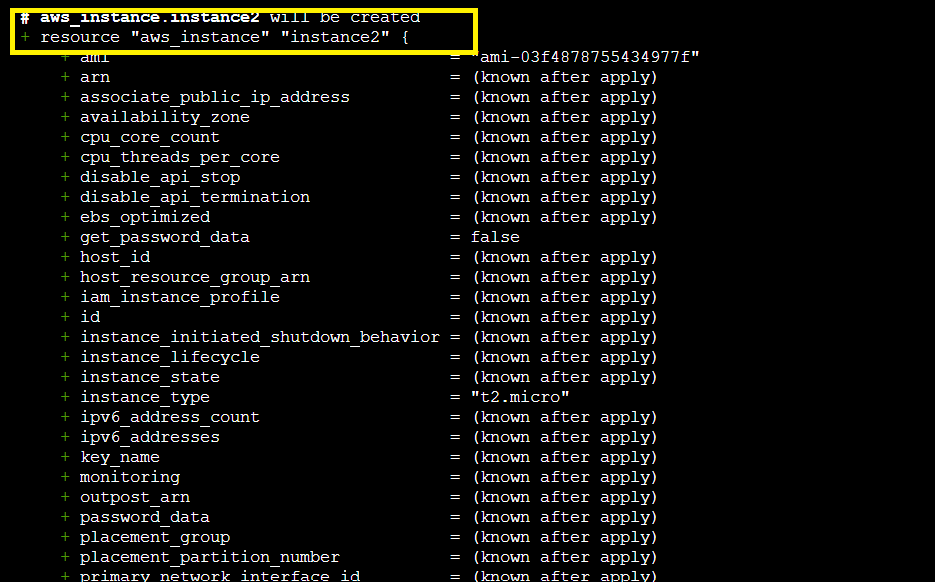 # aws_instance.instance2 will be created
+ resource "aws_instance" "instance2" {
+ ami = "ami-03f4878755434977f"
+ arn = (known after apply)
+ associate_public_ip_address = (known after apply)
+ availability_zone = (known after apply)
+ cpu_core_count = (known after apply)
+ cpu_threads_per_core = (known after apply)
+ disable_api_stop = (known after apply)
+ disable_api_termination = (known after apply)
+ ebs_optimized = (known after apply)
+ get_password_data = false
+ host_id = (known after apply)
+ host_resource_group_arn = (known after apply)
+ iam_instance_profile = (known after apply)
+ id = (known after apply)
+ instance_initiated_shutdown_behavior = (known after apply)
+ instance_lifecycle = (known after apply)
+ instance_state = (known after apply)
+ instance_type = "t2.micro"
+ ipv6_address_count = (known after apply)
+ ipv6_addresses = (known after apply)
+ key_name = (known after apply)
+ monitoring = (known after apply)
+ outpost_arn = (known after apply)
+ password_data = (known after apply)
+ placement_group = (known after apply)
+ placement_partition_number = (known after apply)
+ primary_network_interface_id = (known after apply)